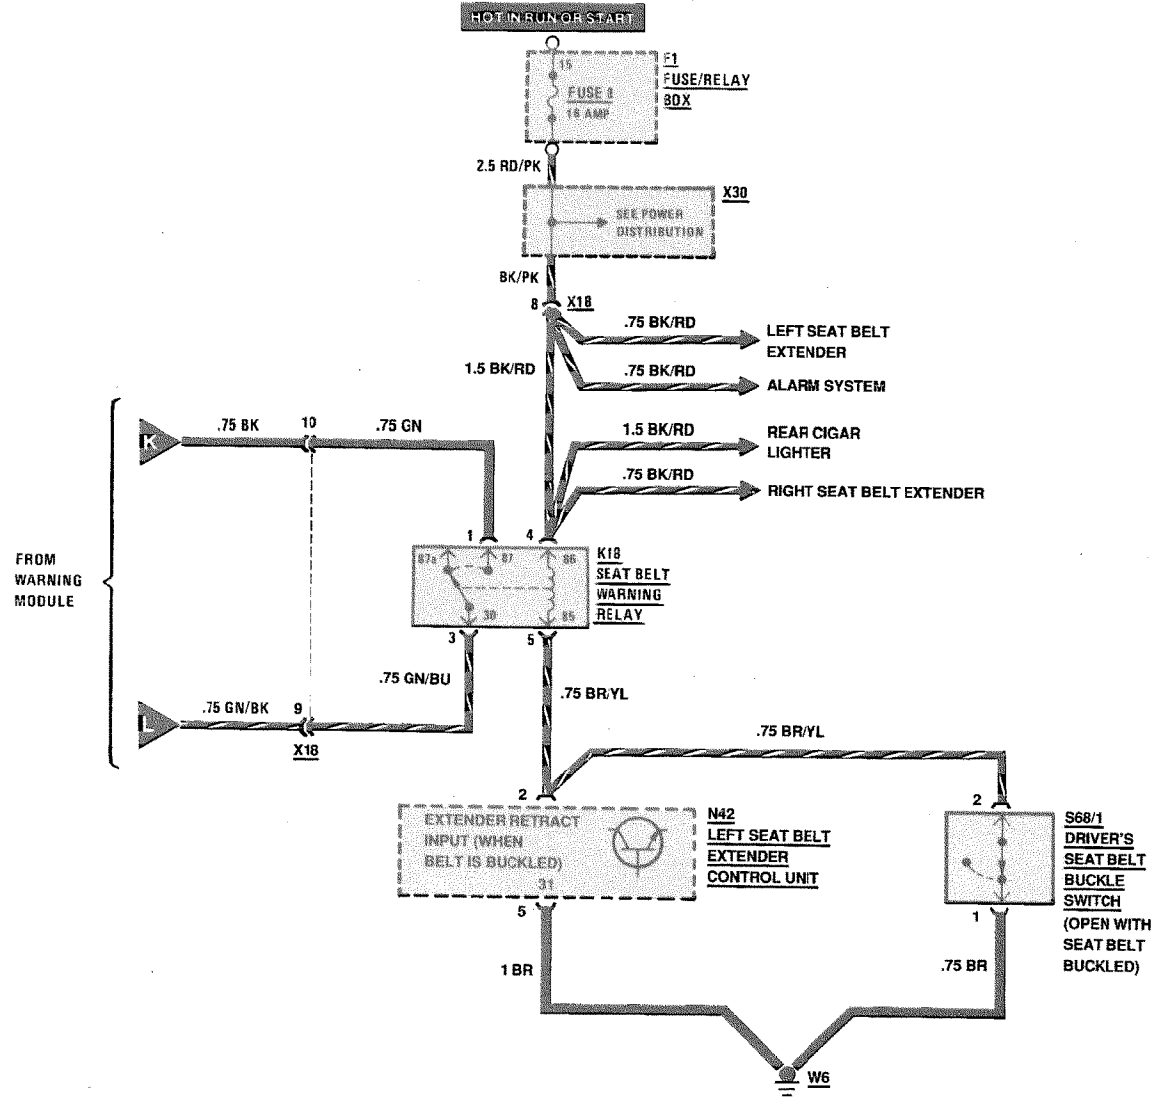 HOT IN RUN OR START
15
FUSE 8
16 AMP
F1
FUSE/RELAY
BOX
2.5 RD/PK
X30
SEE POWER
DISTRIBUTION
BK/PK
8
X18
.75 BK/RD
LEFT SEAT BELT
EXTENDER
1.5 BK/RD
.75 BK/RD
ALARM SYSTEM
.75 BK
10
.75 GN
1.5 BK/RD
REAR CIGAR
LIGHTER
K
.75 BK/RD
RIGHT SEAT BELT EXTENDER
1
4
FROM
WARNING
MODULE
87a
87
86
30
85
K18
SEAT BELT
WARNING
RELAY
3
5
.75 GN/BU
.75 BR/YL
.75 GN/BK
9
L
X18
.75 BR/YL
2
2
EXTENDER RETRACT
INPUT (WHEN
BELT IS BUCKLED)
31
N42
LEFT SEAT BELT
EXTENDER
CONTROL UNIT
S68/1
DRIVER'S
SEAT BELT
BUCKLE
SWITCH
(OPEN WITH
SEAT BELT
BUCKLED)
5
1
1 BR
.75 BR
W6